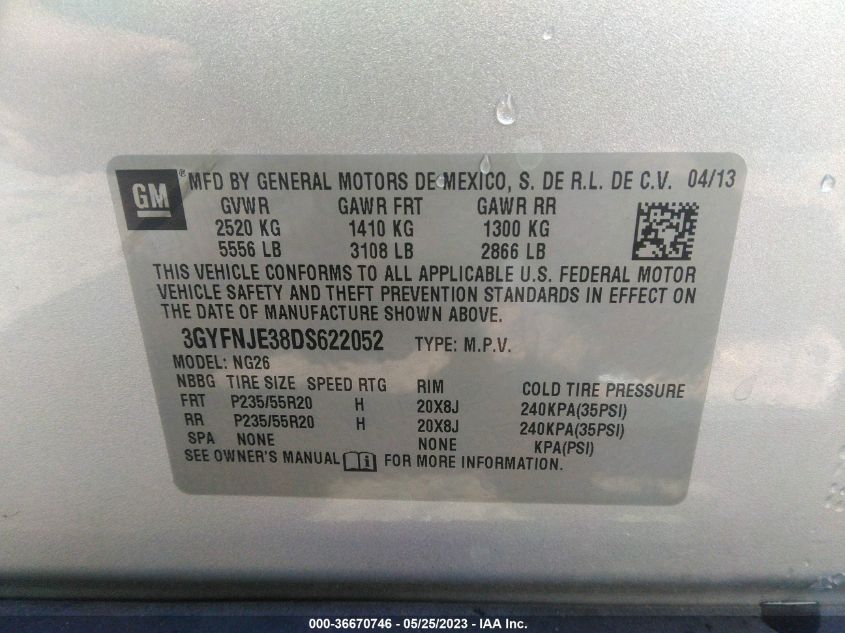 GM ® MFD BY GENERAL MOTORS DE MEXICO, S. DE R.L. DE C.V. 04/13
GVWR GAWR FRT GAWR RR
2520 KG 1410 KG 1300 KG
5556 LB 3108 LB 2866 LB
THIS VEHICLE CONFORMS TO ALL APPLICABLE U.S. FEDERAL MOTOR
VEHICLE SAFETY AND THEFT PREVENTION STANDARDS IN EFFECT ON
THE DATE OF MANUFACTURE SHOWN ABOVE.
3GYFNJE38DS622052 TYPE: M.P.V.
MODEL: NG26
NBBG TIRE SIZE SPEED RTG RIM COLD TIRE PRESSURE
FRT P235/55R20 H 20X8J 240KPA(35PSI)
RR P235/55R20 H 20X8J 240KPA(35PSI)
SPA NONE NONE KPA(PSI)
SEE OWNER'S MANUAL i FOR MORE INFORMATION.
000-36670746 - 05/25/2023 - IAA Inc.